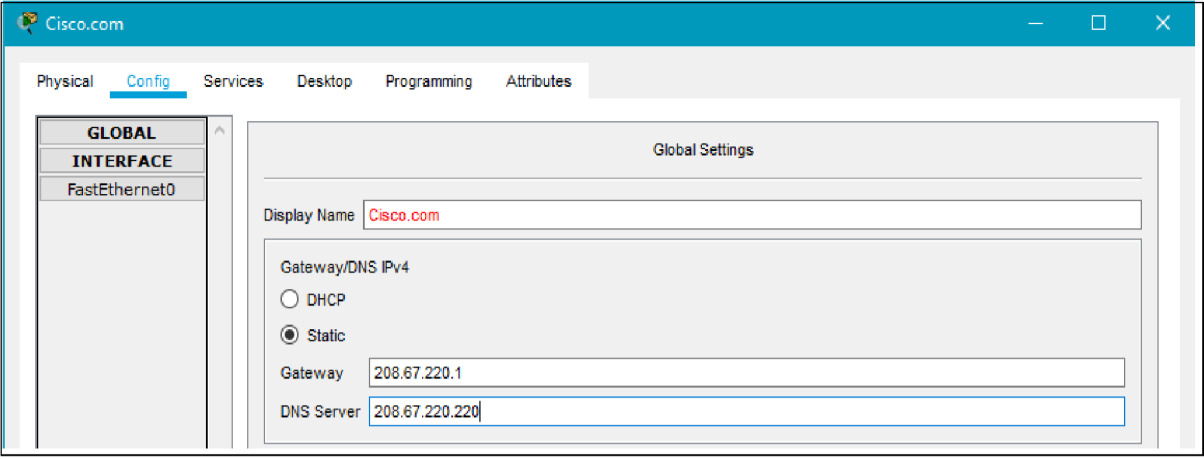 Cisco.com
Physical Config Services Desktop Programming Attributes
GLOBAL
INTERFACE
FastEthernet0
Global Settings
Display Name Cisco.com
Gateway/DNS IPv4
DHCP
Static
Gateway 208.67.220.1
DNS Server 208.67.220.220